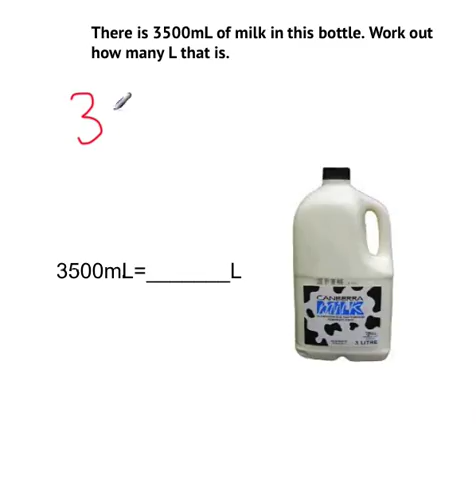 There is 3500mL of milk in this bottle. Work out
how many L that is.
3
3500mL=_______L
CANBERRA
MILK
3 LITRE